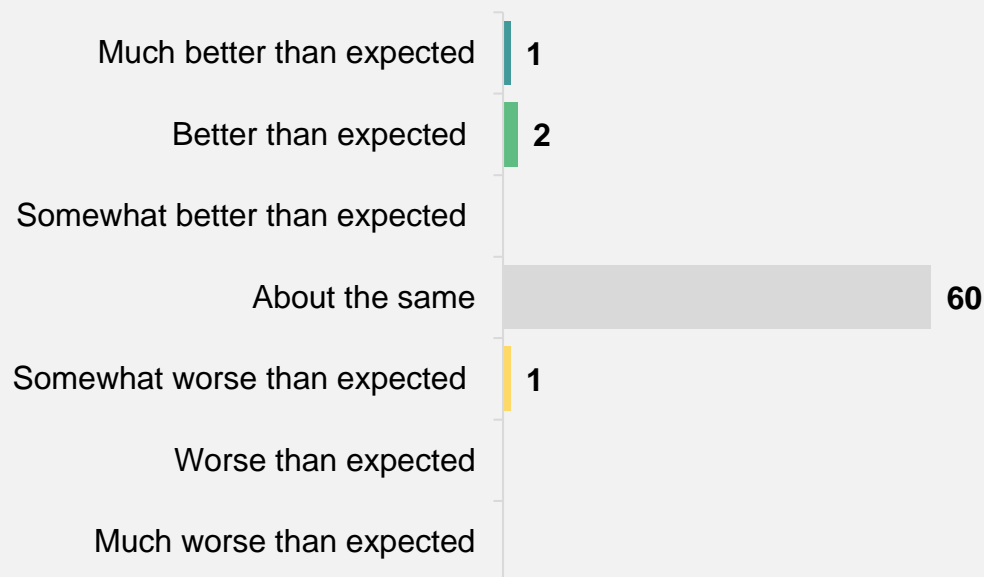 Much better than expected 1
Better than expected 2
Somewhat better than expected
About the same 60
Somewhat worse than expected 1
Worse than expected
Much worse than expected